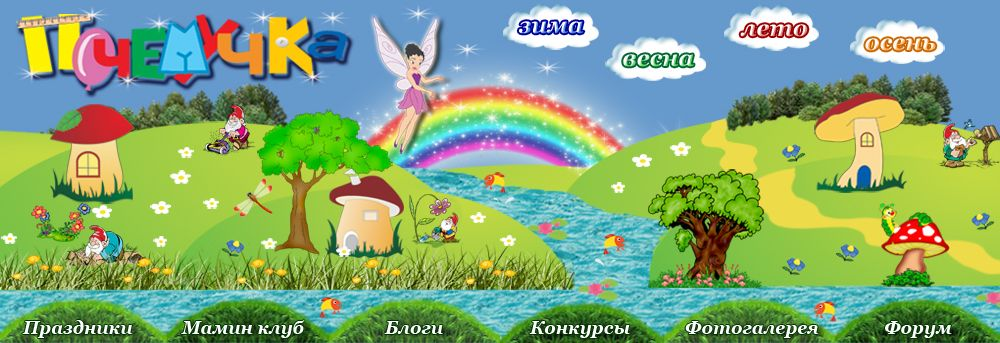 Почемучка
зима
весна
лето
осень
Праздники
Мамин клуб
Блоги
Конкурсы
Фотогалерея
Форум